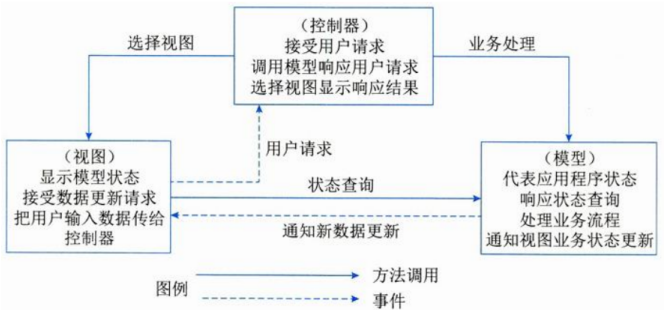 （控制器）
接受用户请求
调用模型响应用户请求
选择视图显示响应结果
选择视图
业务处理
用户请求
（视图）
显示模型状态
接受数据更新请求
把用户输入数据传给
控制器
状态查询
通知新数据更新
（模型）
代表应用程序状态
响应状态查询
处理业务流程
通知视图业务状态更新
图例
方法调用
事件